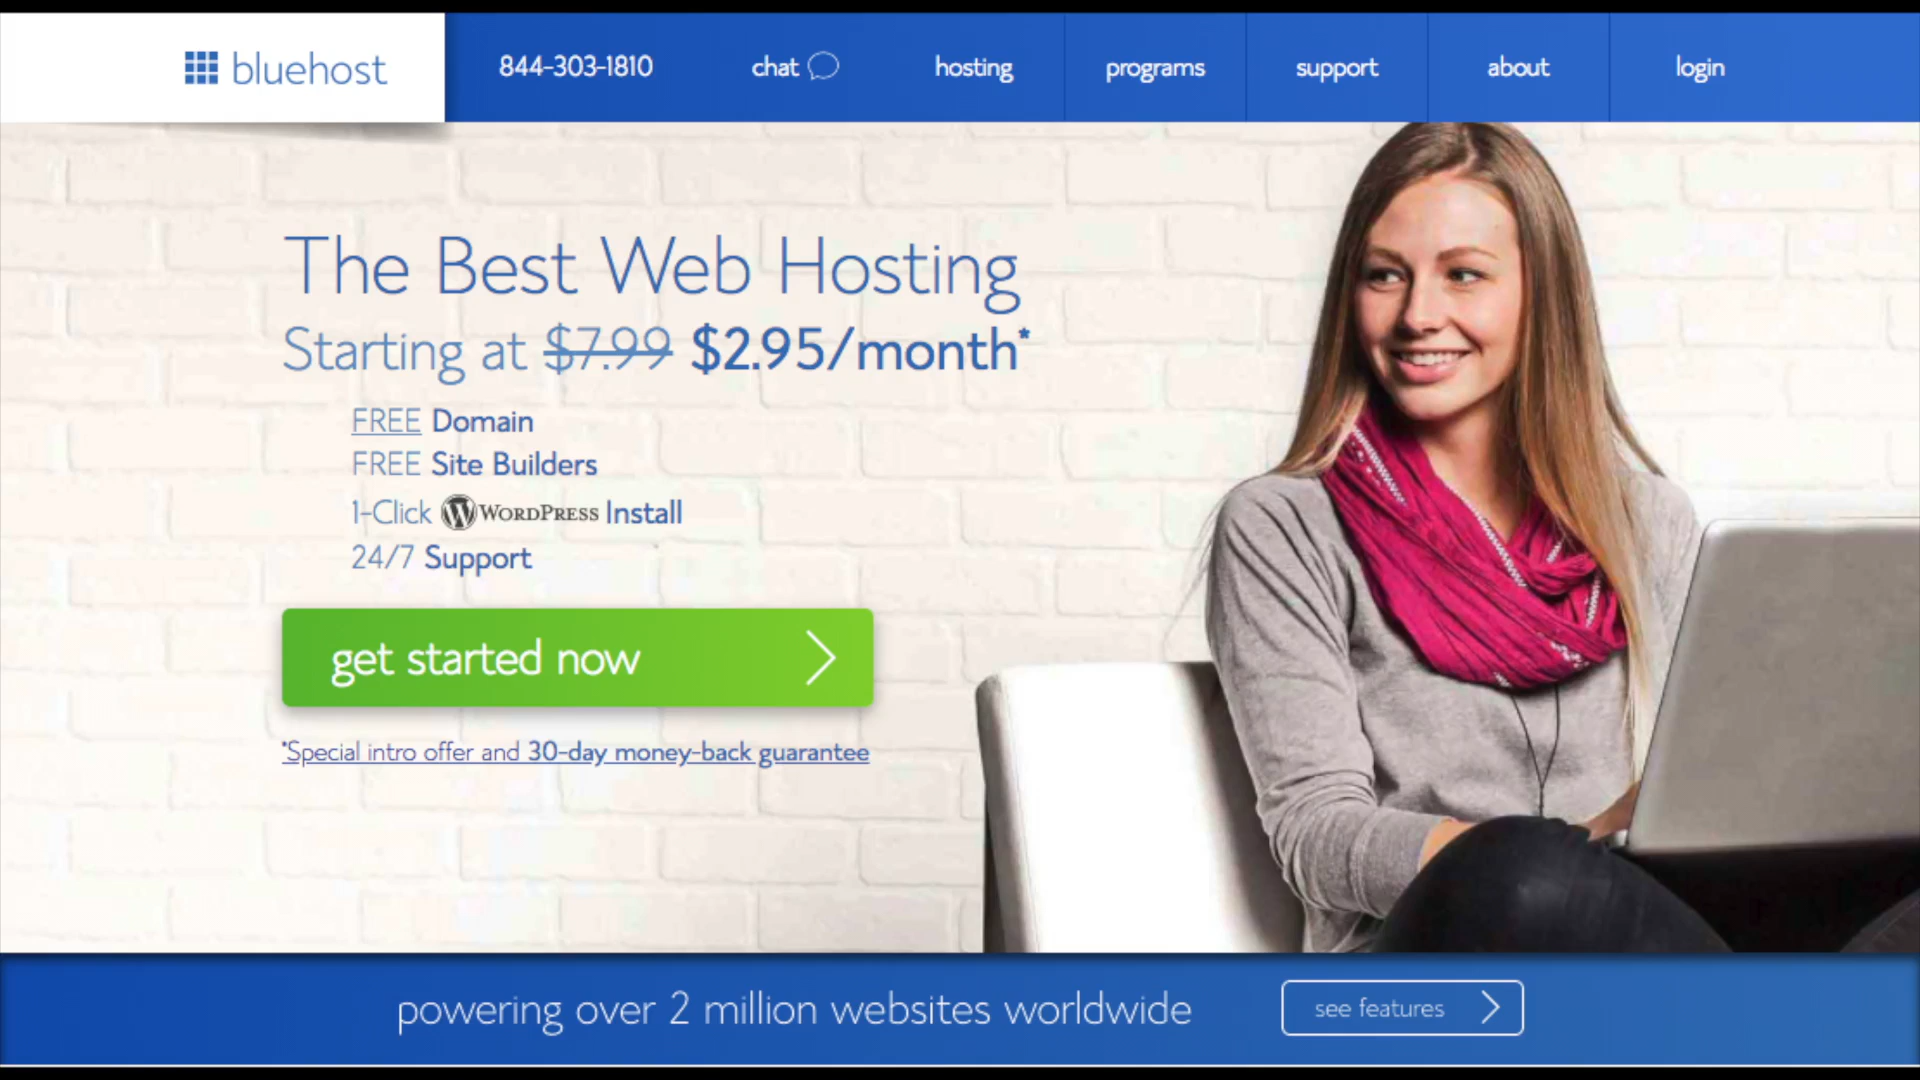 bluehost
844-303-1810
chat
hosting
programs
support
about
login
The Best Web Hosting
Starting at $7.99 $2.95/month*
FREE Domain
FREE Site Builders
1-Click WORDPRESS Install
24/7 Support
get started now
*Special intro offer and 30-day money-back guarantee
powering over 2 million websites worldwide
see features